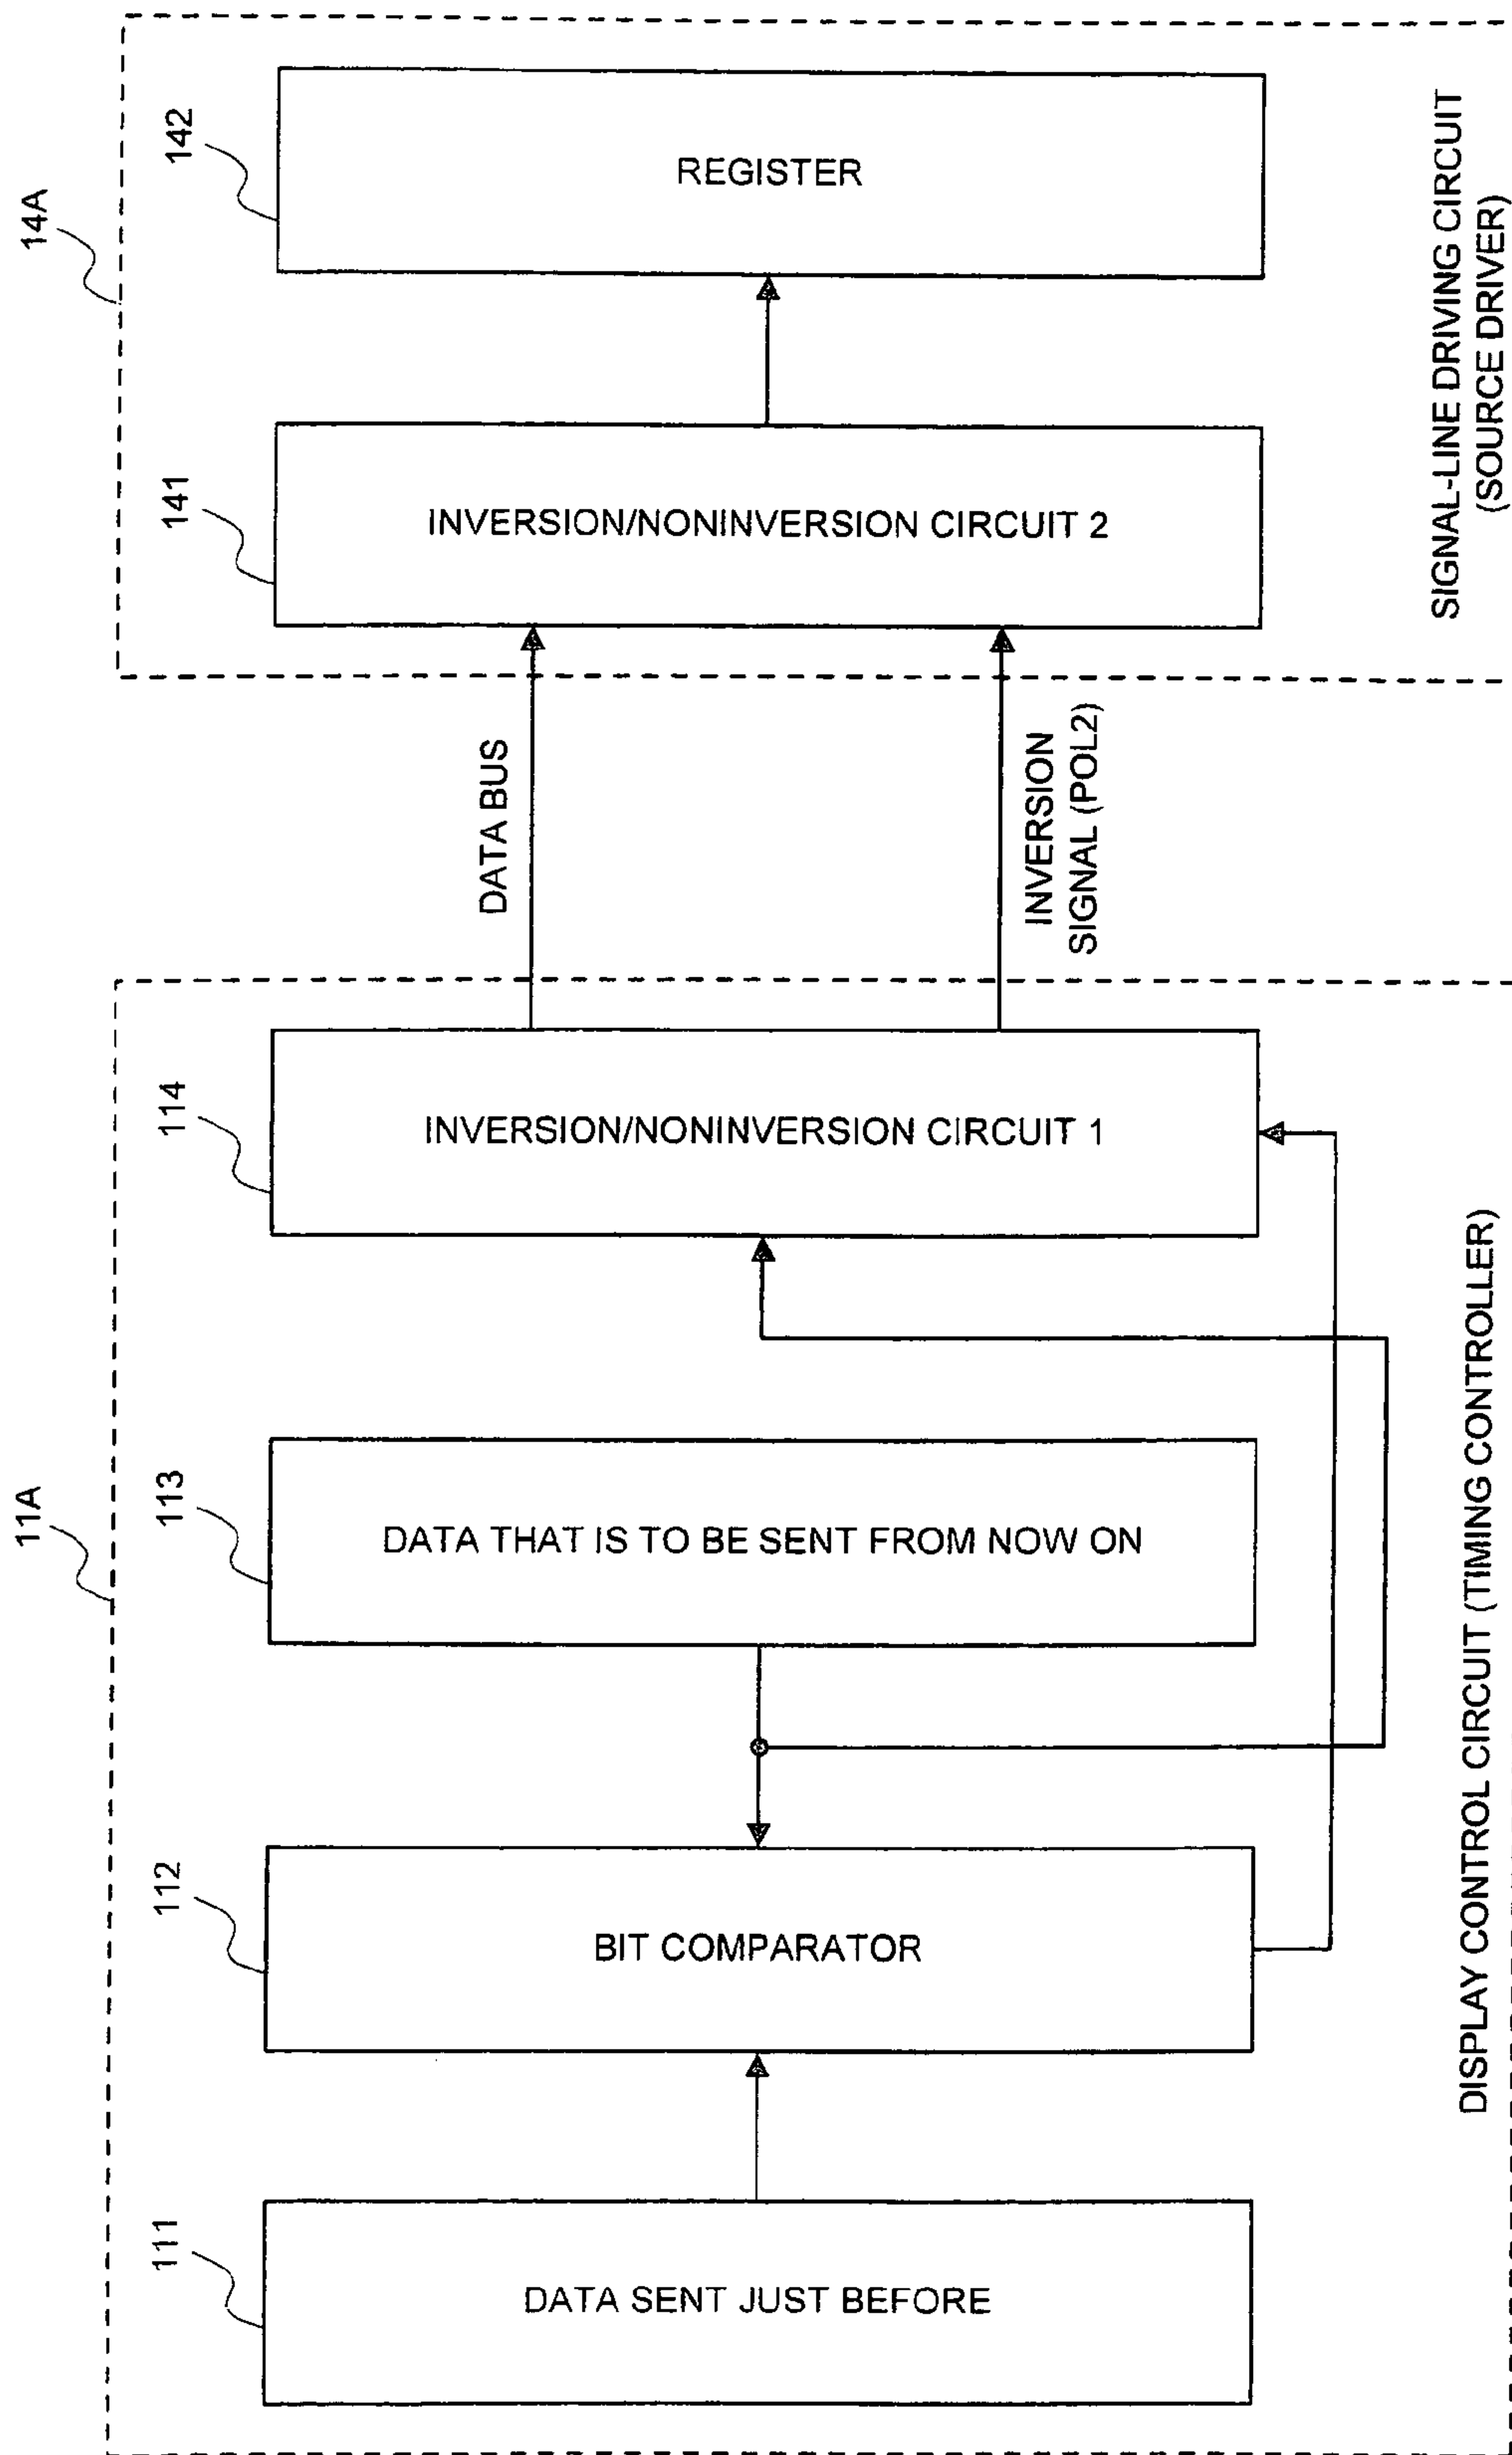 14A
142
REGISTER
141
INVERSION/NONINVERSION CIRCUIT 2
SIGNAL-LINE DRIVING CIRCUIT
(SOURCE DRIVER)
DATA BUS
INVERSION
SIGNAL (POL2)
11A
114
INVERSION/NONINVERSION CIRCUIT 1
113
DATA THAT IS TO BE SENT FROM NOW ON
112
BIT COMPARATOR
111
DATA SENT JUST BEFORE
DISPLAY CONTROL CIRCUIT (TIMING CONTROLLER)